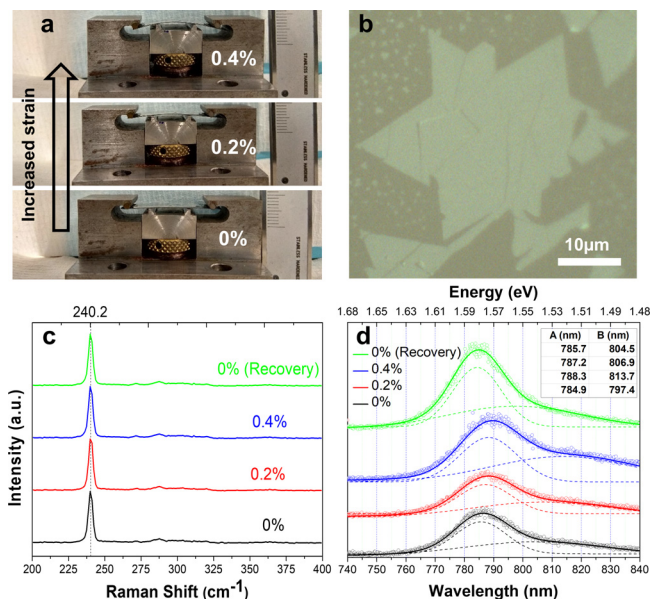 a
0.4%
0.2%
0%
Increased strain
b
10μm
240.2
c
0% (Recovery)
0.4%
0.2%
0%
Intensity (a.u.)
200 225 250 275 300 325 350 375 400
Raman Shift (cm-1)
Energy (eV)
1.68 1.65 1.63 1.61 1.59 1.57 1.55 1.53 1.51 1.49 1.48
d
0% (Recovery)
0.4%
0.2%
0%
A (nm) B (nm)
785.7 804.5
787.2 806.9
788.3 813.7
784.9 797.4
740 750 760 770 780 790 800 810 820 830 840
Wavelength (nm)